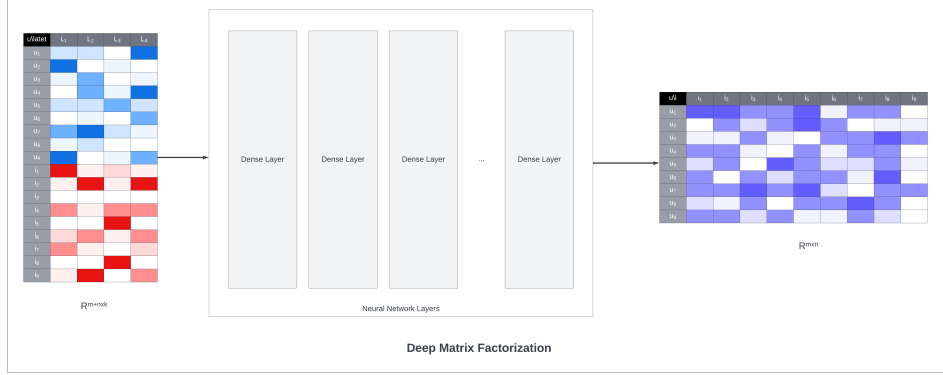 u\latet L₁ L₂ L₃ L₄
u₁
u₂
u₃
u₄
u₅
u₆
u₇
u₈
u₉
i₁
i₂
i₃
i₄
i₅
i₆
i₇
i₈
i₉
Rᵐ⁺ⁿˣᵏ
Dense Layer Dense Layer Dense Layer ... Dense Layer
Neural Network Layers
u\i i₁ i₂ i₃ i₄ i₅ i₆ i₇ i₈ i₉
u₁
u₂
u₃
u₄
u₅
u₆
u₇
u₈
u₉
Rᵐˣⁿ
Deep Matrix Factorization